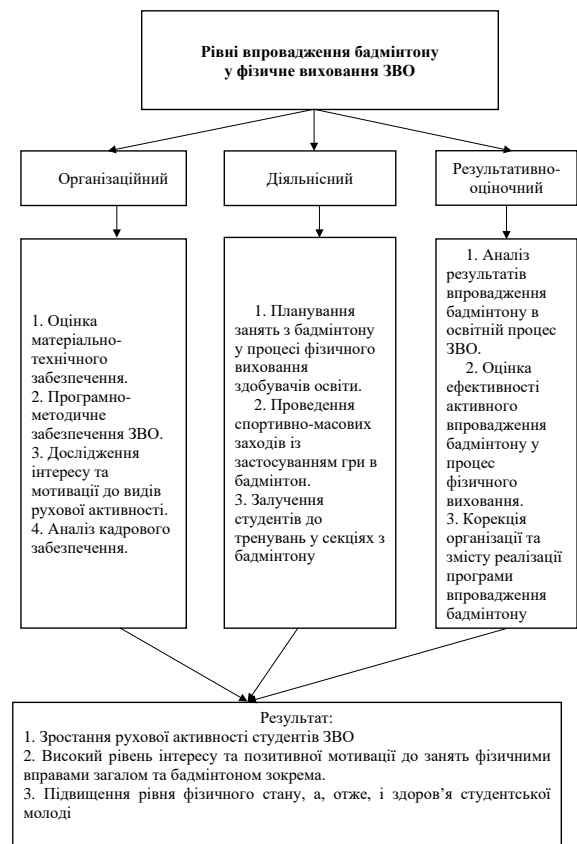 Рівні впровадження бадмінтону
у фізичне виховання ЗВО
Організаційний
Діяльнісний
Результативно-
оціночний
1. Оцінка
матеріально-
технічного
забезпечення.
2. Програмно-
методичне
забезпечення ЗВО.
3. Дослідження
інтересу та
мотивації до видів
рухової активності.
4. Аналіз кадрового
забезпечення.
1. Планування
занять з бадмінтону
у процесі фізичного
виховання
здобувачів освіти.
2. Проведення
спортивно-масових
заходів із
застосуванням гри в
бадмінтон.
3. Залучення
студентів до
тренувань у секціях з
бадмінтону
1. Аналіз
результатів
впровадження
бадмінтону в
освітній процес
ЗВО.
2. Оцінка
ефективності
активного
впровадження
бадмінтону у
процес
фізичного
виховання.
3. Корекція
організації та
змісту реалізації
програми
впровадження
бадмінтону
Результат:
1. Зростання рухової активності студентів ЗВО
2. Високий рівень інтересу та позитивної мотивації до занять фізичними
вправами загалом та бадмінтоном зокрема.
3. Підвищення рівня фізичного стану, а, отже, і здоров’я студентської
молоді